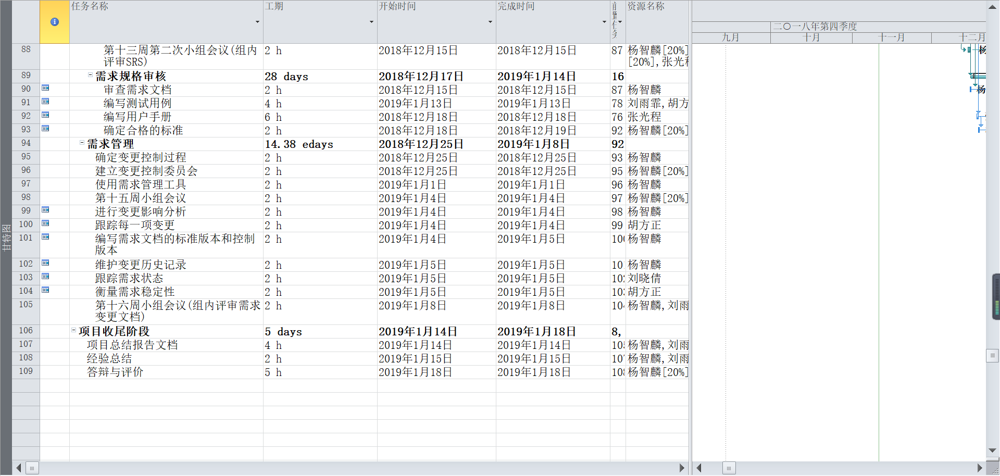 任务名称 工期 开始时间 完成时间 前置任务 资源名称
二〇一八年第四季度
九月 十月 十一月 十二月
88 第十三周第二次小组会议(组内 2 h 2018年12月15日 2018年12月15日 87 杨智麟[20%]
评审SRS) [20%],张光程
89 需求规格审核 28 days 2018年12月17日 2019年1月14日 16
90 审查需求文档 2 h 2018年12月15日 2018年12月15日 87 杨智麟
91 编写测试用例 4 h 2019年1月13日 2019年1月13日 78 刘雨霏,胡方
92 编写用户手册 6 h 2018年12月18日 2018年12月18日 76 张光程
93 确定合格的标准 2 h 2018年12月18日 2018年12月19日 92 杨智麟[20%]
94 需求管理 14.38 edays 2018年12月25日 2019年1月8日 92
95 确定变更控制过程 2 h 2018年12月25日 2018年12月25日 93 杨智麟
96 建立变更控制委员会 2 h 2018年12月25日 2018年12月25日 95 杨智麟[20%]
97 使用需求管理工具 2 h 2019年1月1日 2019年1月1日 96 杨智麟
98 第十五周小组会议 2 h 2019年1月4日 2019年1月4日 97 杨智麟[20%]
99 进行变更影响分析 2 h 2019年1月4日 2019年1月4日 98 杨智麟
100 跟踪每一项变更 2 h 2019年1月4日 2019年1月4日 99 胡方正
101 编写需求文档的标准版本和控制 2 h 2019年1月4日 2019年1月5日 100 杨智麟
版本
102 维护变更历史记录 2 h 2019年1月5日 2019年1月5日 101 杨智麟
103 跟踪需求状态 2 h 2019年1月5日 2019年1月5日 102 刘晓倩
104 衡量需求稳定性 2 h 2019年1月5日 2019年1月5日 103 胡方正
105 第十六周小组会议(组内评审需求 2 h 2019年1月8日 2019年1月8日 104 杨智麟,刘雨
变更文档)
106 项目收尾阶段 5 days 2019年1月14日 2019年1月18日 8,
107 项目总结报告文档 4 h 2019年1月14日 2019年1月14日 105 杨智麟,刘雨
108 经验总结 2 h 2019年1月15日 2019年1月15日 107 杨智麟,刘雨
109 答辩与评价 5 h 2019年1月18日 2019年1月18日 108 杨智麟[20%]
甘特图
杨
杨